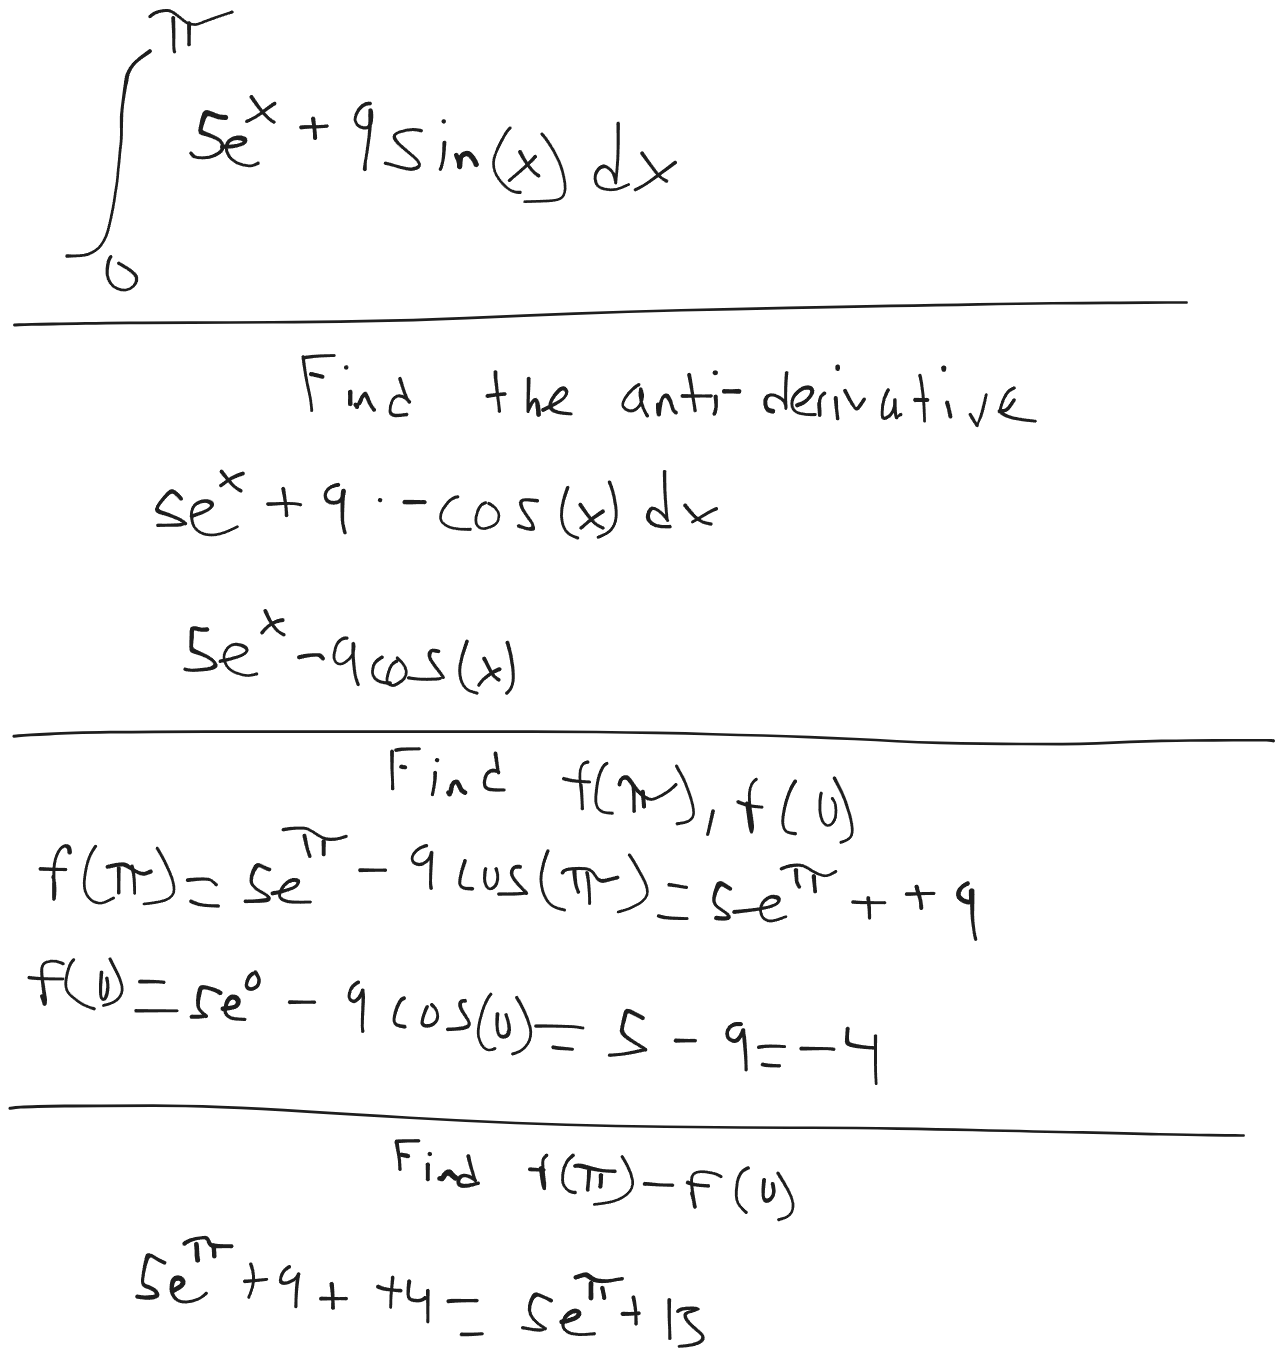 ∫₀^π 5e^x + 9sin(x) dx
Find the anti-derivative
5e^x + 9 · -cos(x) dx
5e^x - 9cos(x)
Find f(π), f(0)
f(π) = 5e^π - 9cos(π) = 5e^π + +9
f(0) = 5e^0 - 9cos(0) = 5 - 9 = -4
Find f(π) - F(0)
5e^π + 9 + +4 = 5e^π + 13